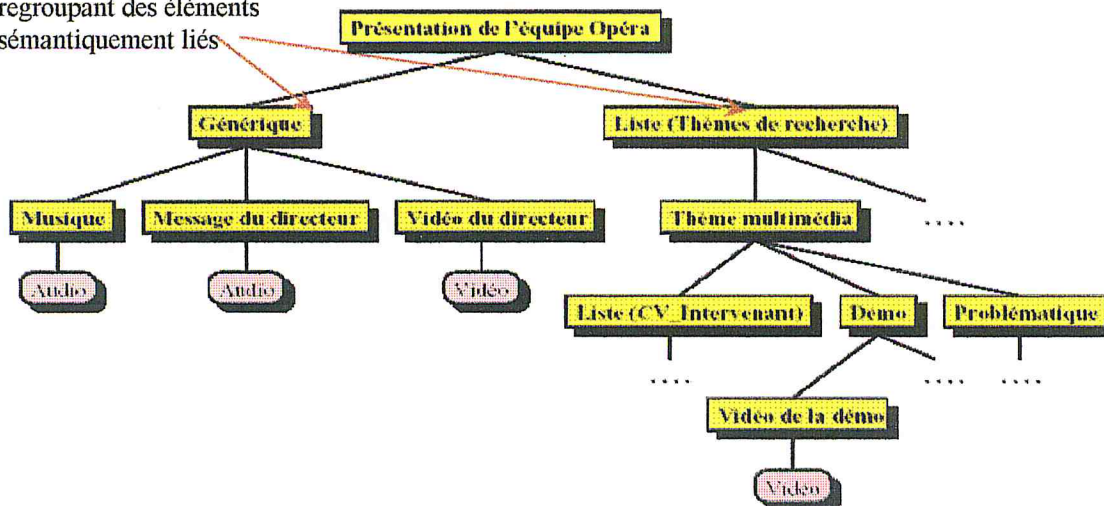 regroupant des éléments
sémantiquement liés
Présentation de l'équipe Opéra
Générique
Liste (Thèmes de recherche)
Musique
Message du directeur
Vidéo du directeur
Thème multimédia
....
Audio
Audio
Vidéo
Liste (CV_Intervenant)
Démo
Problématique
....
....
....
Vidéo de la démo
Vidéo